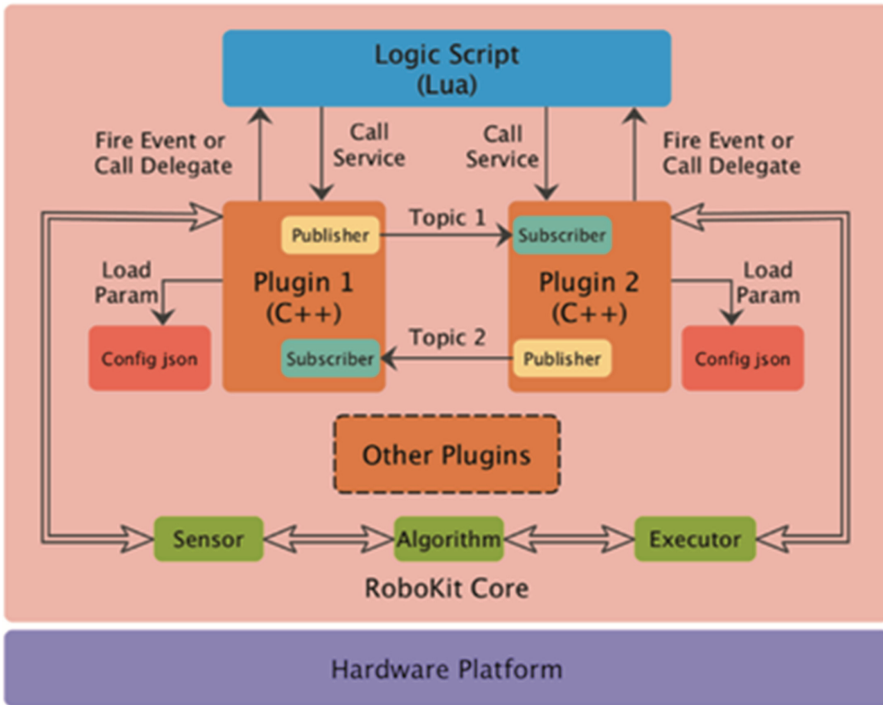 Logic Script
(Lua)
Fire Event or
Call Delegate
Call
Service
Call
Service
Fire Event or
Call Delegate
Publisher
Topic 1
Subscriber
Plugin 1
(C++)
Plugin 2
(C++)
Load
Param
Load
Param
Config json
Subscriber
Topic 2
Publisher
Config json
Other Plugins
Sensor
Algorithm
Executor
RoboKit Core
Hardware Platform